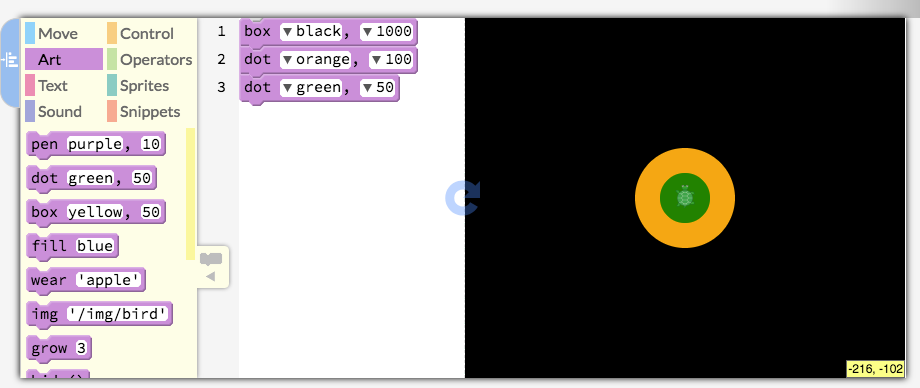 Move Control
Art Operators
Text Sprites
Sound Snippets
pen purple, 10
dot green, 50
box yellow, 50
fill blue
wear 'apple'
img '/img/bird'
grow 3
1 box ▼black, ▼1000
2 dot ▼orange, ▼100
3 dot ▼green, ▼50
-216, -102